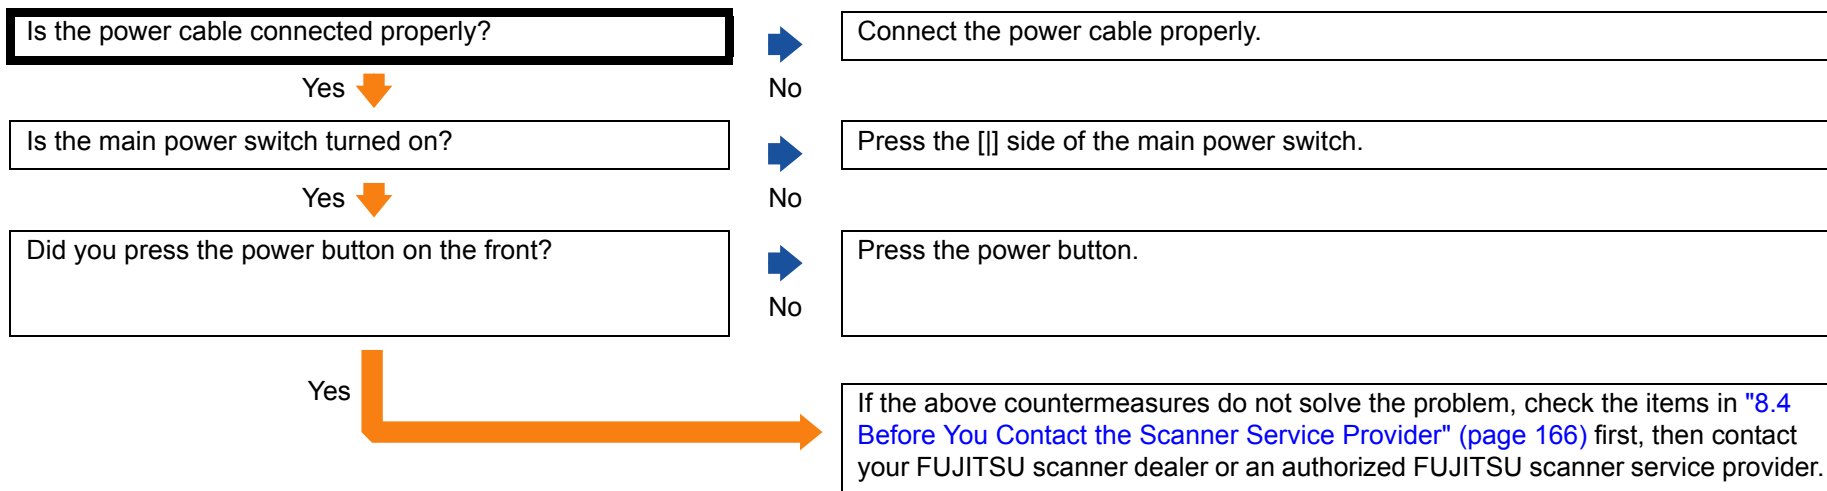 Is the power cable connected properly?
Connect the power cable properly.
Yes
No
Is the main power switch turned on?
Press the [|] side of the main power switch.
Yes
No
Did you press the power button on the front?
Press the power button.
No
Yes
If the above countermeasures do not solve the problem, check the items in "8.4
Before You Contact the Scanner Service Provider" (page 166) first, then contact
your FUJITSU scanner dealer or an authorized FUJITSU scanner service provider.